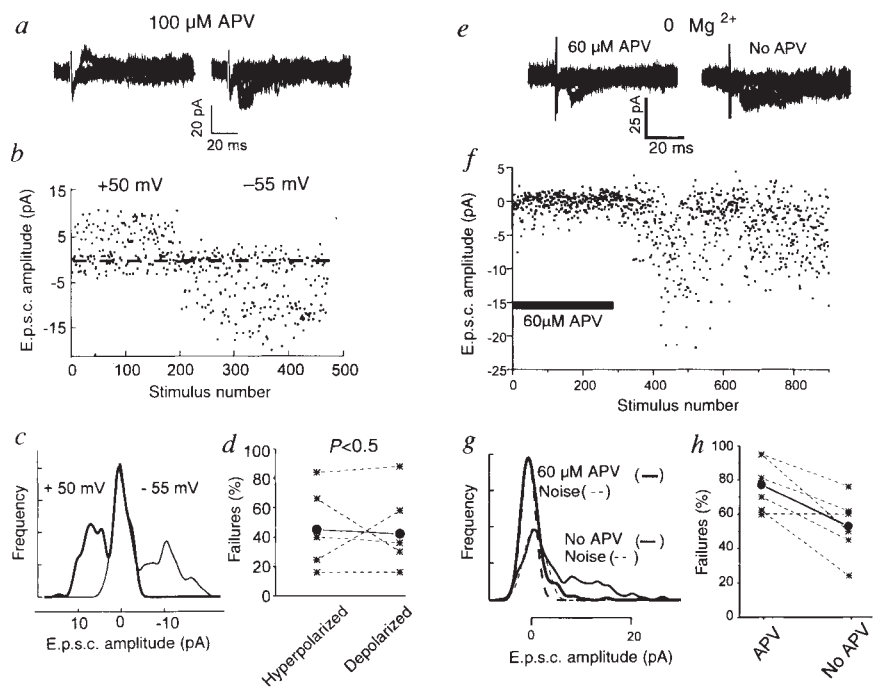 a
100 μM APV
20 pA
20 ms
b
+50 mV
–55 mV
E.p.s.c. amplitude (pA)
15
5
-5
-15
0
100
200
300
400
500
Stimulus number
c
+ 50 mV
- 55 mV
Frequency
10
0
-10
E.p.s.c. amplitude (pA)
d
P<0.5
Failures (%)
100
80
60
40
20
0
Hyperpolarized
Depolarized
e
0 Mg2+
60 μM APV
No APV
25 pA
20 ms
f
E.p.s.c. amplitude (pA)
5
0
-5
-10
-15
-20
-25
60μM APV
0
200
400
600
800
Stimulus number
g
60 μM APV (—)
Noise (--)
No APV (—)
Noise (--)
Frequency
0
20
E.p.s.c. amplitude (pA)
h
Failures (%)
100
80
60
40
20
0
APV
No APV